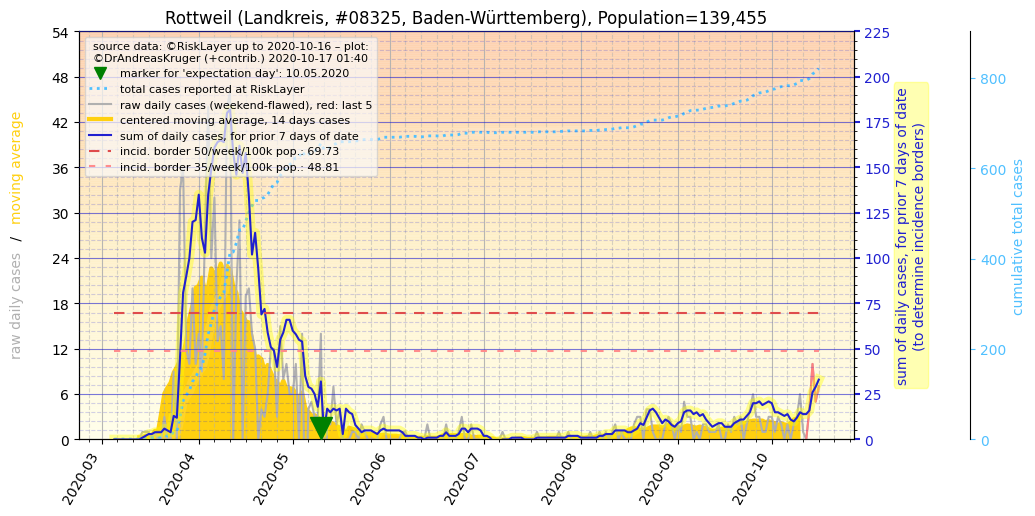 Rottweil (Landkreis, #08325, Baden-Württemberg), Population=139,455
source data: ©RiskLayer up to 2020-10-16 – plot:
©DrAndreasKruger (+contrib.) 2020-10-17 01:40
marker for 'expectation day': 10.05.2020
total cases reported at RiskLayer
raw daily cases (weekend-flawed), red: last 5
centered moving average, 14 days cases
sum of daily cases, for prior 7 days of date
incid. border 50/week/100k pop.: 69.73
incid. border 35/week/100k pop.: 48.81
raw daily cases / moving average
54
48
42
36
30
24
18
12
6
0
2020-03
2020-04
2020-05
2020-06
2020-07
2020-08
2020-09
2020-10
225
200
175
150
125
100
75
50
25
0
sum of daily cases, for prior 7 days of date
(to determine incidence borders)
800
600
400
200
0
cumulative total cases